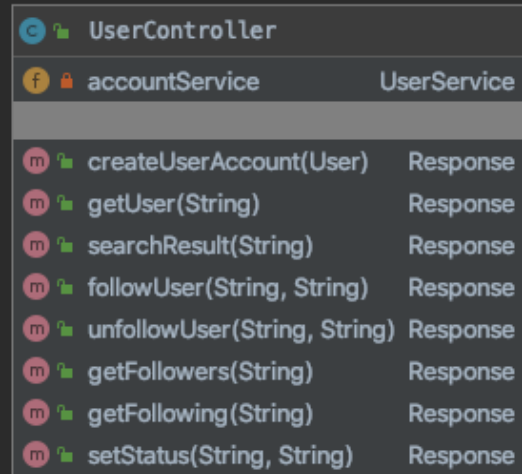 UserController
accountService UserService
createUserAccount(User) Response
getUser(String) Response
searchResult(String) Response
followUser(String, String) Response
unfollowUser(String, String) Response
getFollowers(String) Response
getFollowing(String) Response
setStatus(String, String) Response